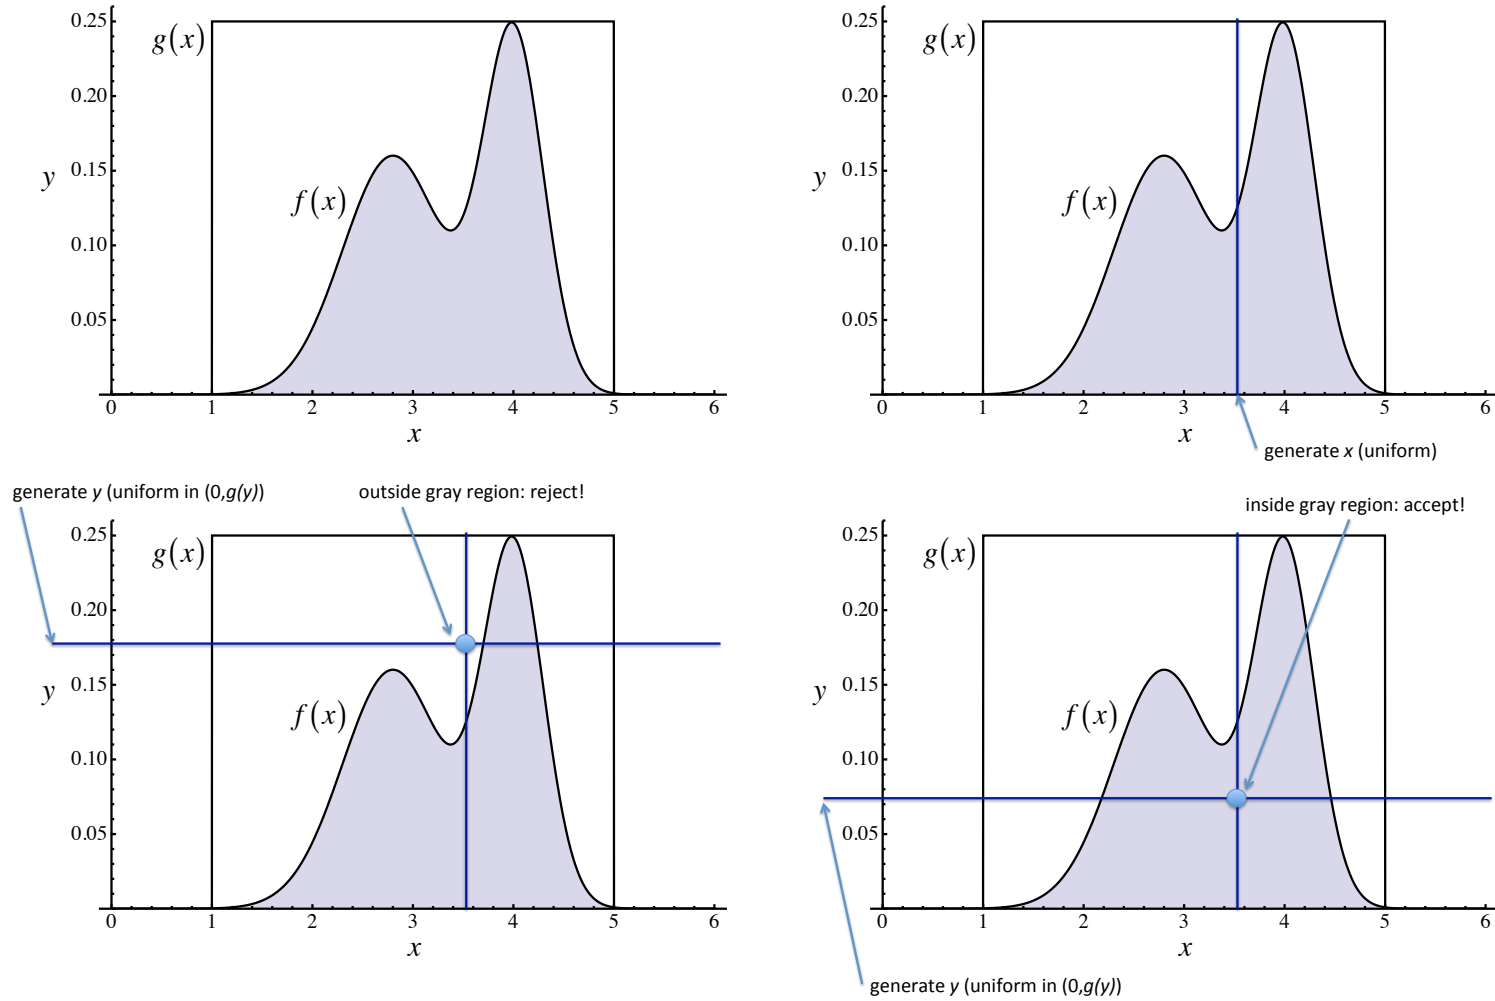 0.25
g(x)
0.20
0.15
y
f(x)
0.10
0.05
0 1 2 3 4 5 6
x
0.25
g(x)
0.20
0.15
y
f(x)
0.10
0.05
0 1 2 3 4 5 6
x
generate x (uniform)
generate y (uniform in (0,g(y))
outside gray region: reject!
0.25
g(x)
0.20
0.15
y
f(x)
0.10
0.05
0 1 2 3 4 5 6
x
inside gray region: accept!
0.25
g(x)
0.20
0.15
y
f(x)
0.10
0.05
0 1 2 3 4 5 6
x
generate y (uniform in (0,g(y))